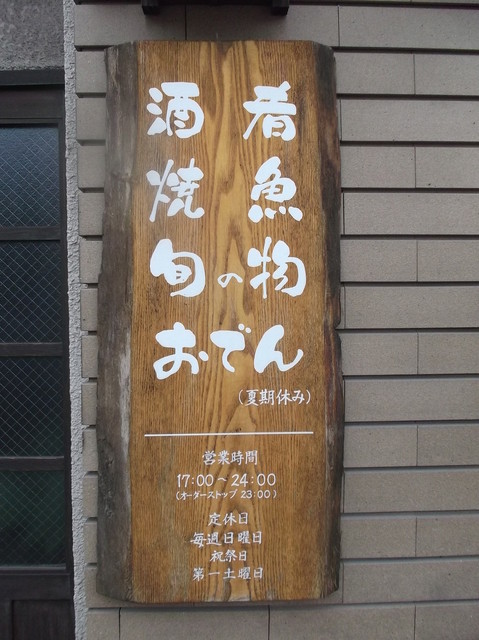 酒 肴
焼 魚
旬の物
おでん
(夏期休み)
営業時間
17:00～24:00
(オーダーストップ 23:00)
定休日
毎週日曜日
祝祭日
第一土曜日